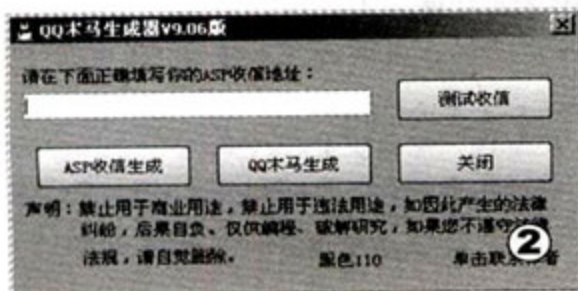 QQ木马生成器V9.06版
请在下面正确填写你的ASP收信地址：
测试收信
ASP收信生成 QQ木马生成 关闭
声明：禁止用于商业用途，禁止用于违法用途，如因此产生的法律
纠纷，后果自负、仅供编程、破解研究，如果您不遵守法律
法规，请自觉删除。 黑色110 单击联系作者
②